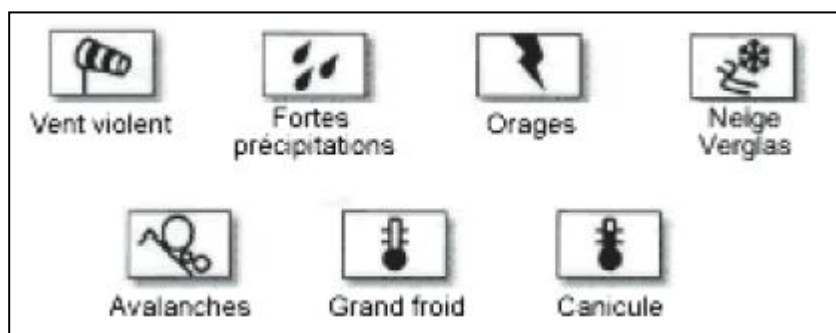 Vent violent
Fortes
précipitations
Orages
Neige
Verglas
Avalanches
Grand froid
Canicule